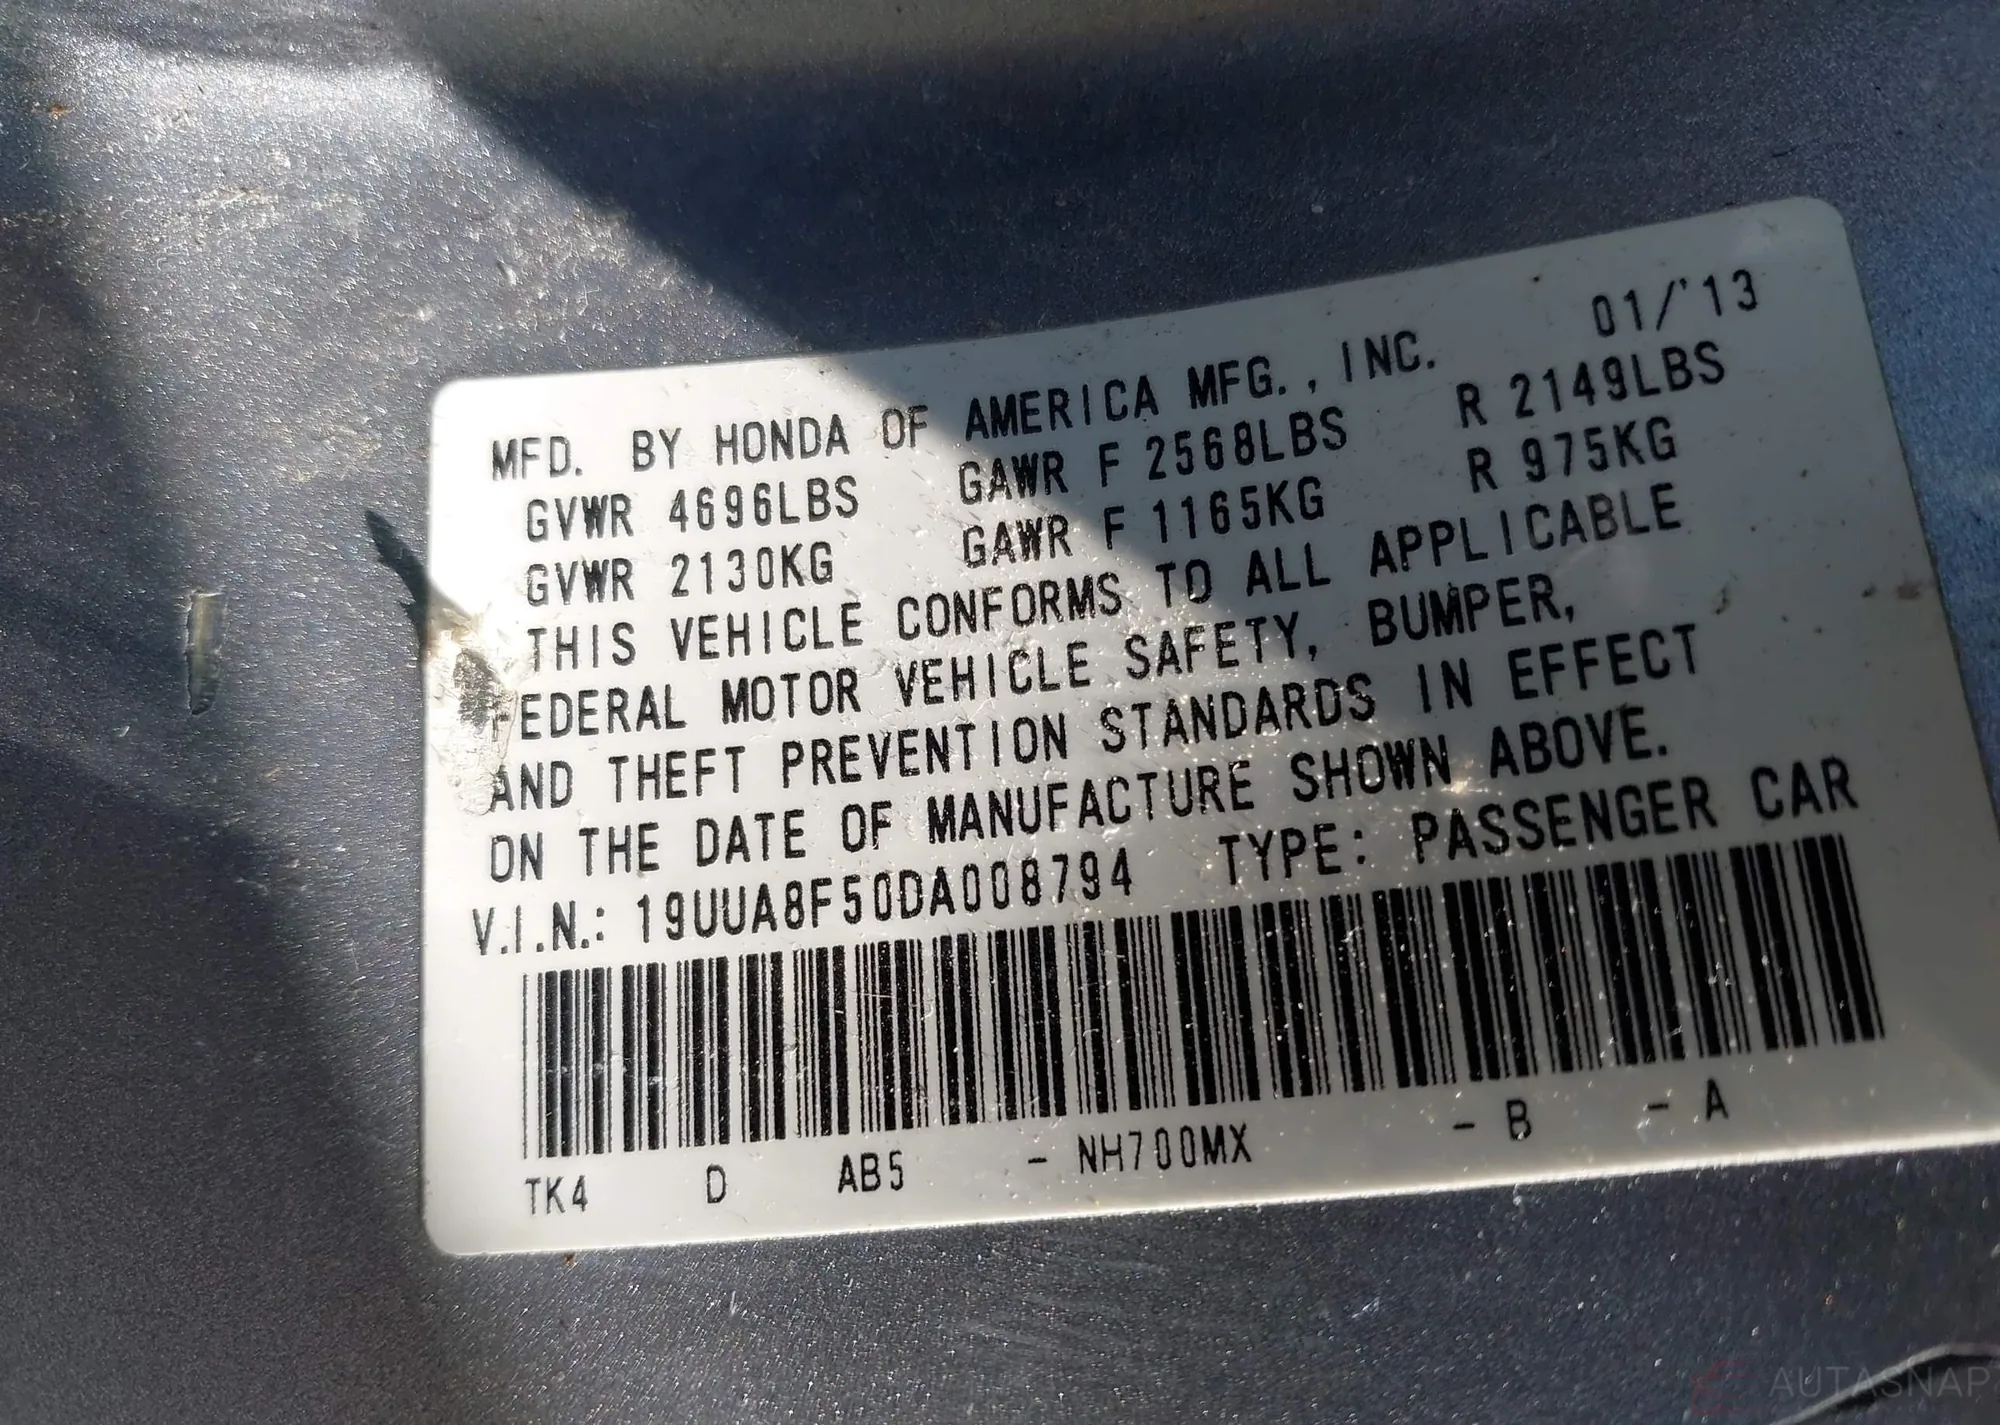 01/'13
MFD. BY HONDA OF AMERICA MFG., INC.
GVWR 4696LBS GAWR F 2568LBS R 2149LBS
GVWR 2130KG GAWR F 1165KG R 975KG
THIS VEHICLE CONFORMS TO ALL APPLICABLE
FEDERAL MOTOR VEHICLE SAFETY, BUMPER,
AND THEFT PREVENTION STANDARDS IN EFFECT
ON THE DATE OF MANUFACTURE SHOWN ABOVE.
V.I.N.: 19UUA8F50DA008794 TYPE: PASSENGER CAR
TK4 D AB5 - NH700MX - B - A
AUTASNAP